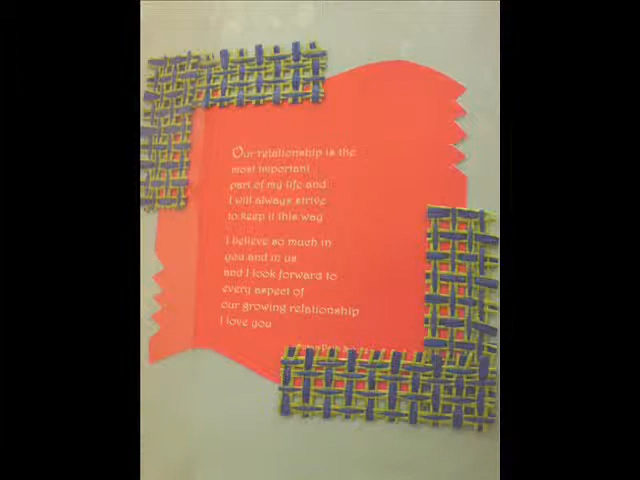 Our relationship is the
most important
part of my life and
I will always strive
to keep it this way
I believe so much in
you and in us
and I look forward to
every aspect of
our growing relationship
I love you